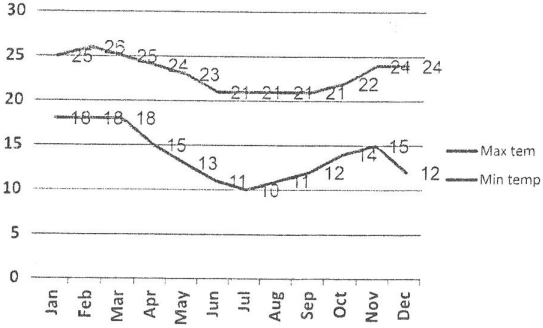 30
25
20
15
10
5
0
25 26 25 24 23 21 21 21 21 22 24 24
18 18 18 15 13 11 10 11 12 14 15 12
Max tem
Min temp
Jan Feb Mar Apr May Jun Jul Aug Sep Oct Nov Dec